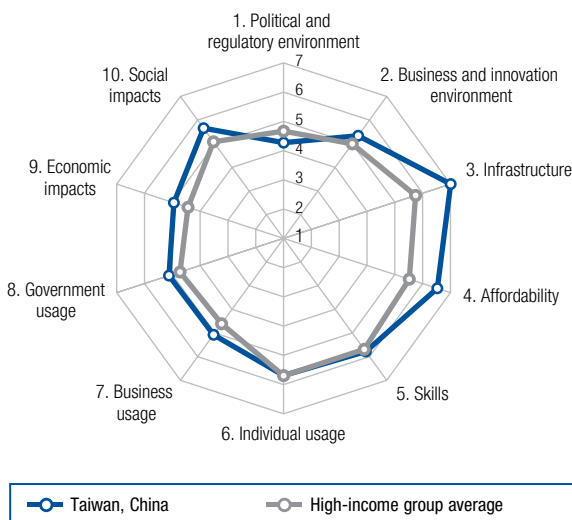 1. Political and
regulatory environment
2. Business and innovation
environment
3. Infrastructure
4. Affordability
5. Skills
6. Individual usage
7. Business
usage
8. Government
usage
9. Economic
impacts
10. Social
impacts
7
6
5
4
3
2
1
Taiwan, China
High-income group average